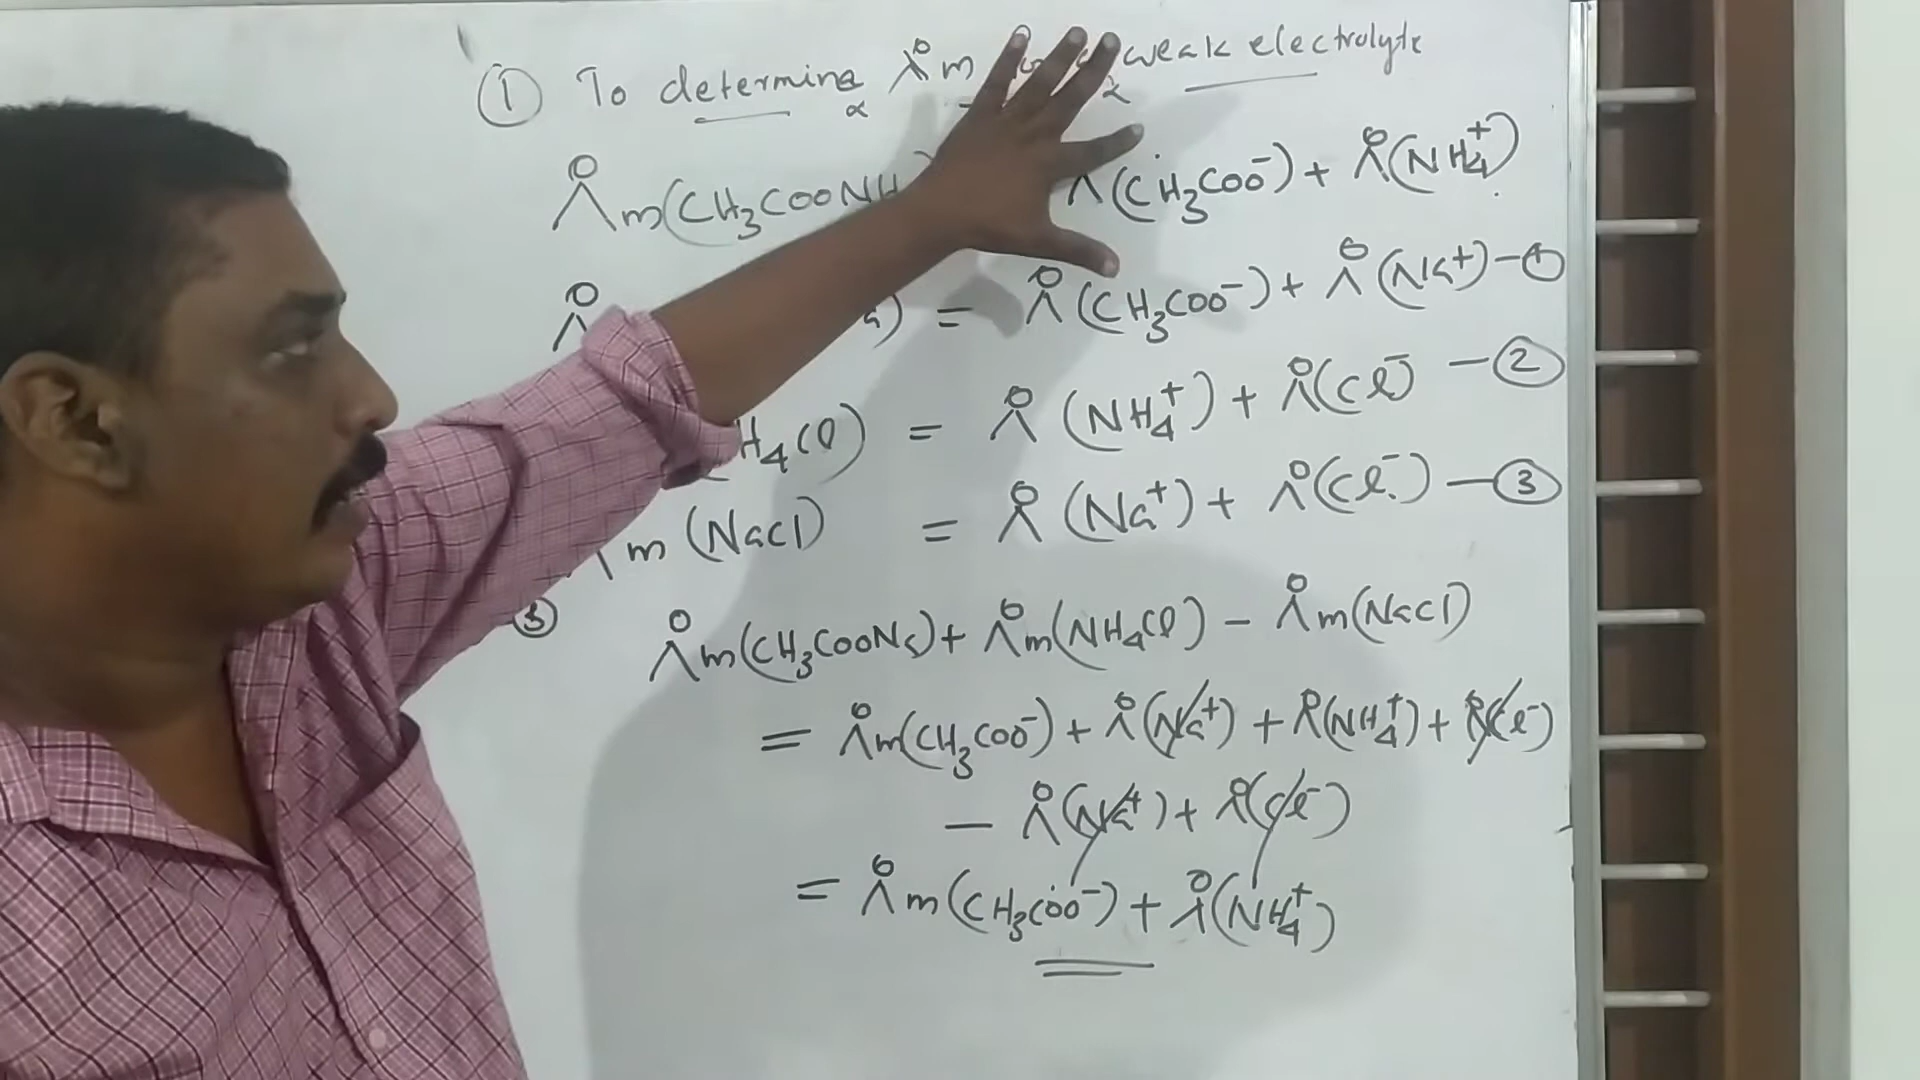 ① To determine λ°m weak electrolyte
Λ°m(CH₃COONH λ°(CH₃COO⁻) + λ°(NH₄⁺)
Λ° ) = λ°(CH₃COO⁻) + λ°(Na⁺) – ①
H₄Cl) = λ°(NH₄⁺) + λ°(Cl⁻) – ②
m (NaCl) = λ°(Na⁺) + λ°(Cl⁻) – ③
③
Λ°m(CH₃COONa) + Λ°m(NH₄Cl) – Λ°m(NaCl)
= λ°m(CH₃COO⁻) + λ°(Na⁺) + λ°(NH₄⁺) + λ°(Cl⁻)
– λ°(Na⁺) + λ°(Cl⁻)
= λ°m(CH₃COO⁻) + λ°(NH₄⁺)